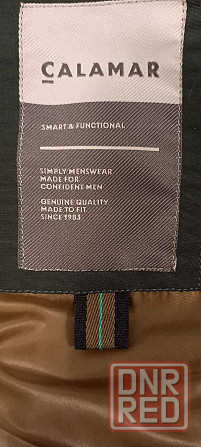 CALAMAR
SMART & FUNCTIONAL
SIMPLY MENSWEAR
MADE FOR
CONFIDENT MEN
GENUINE QUALITY
MADE TO FIT
SINCE 1983
DNR
RED